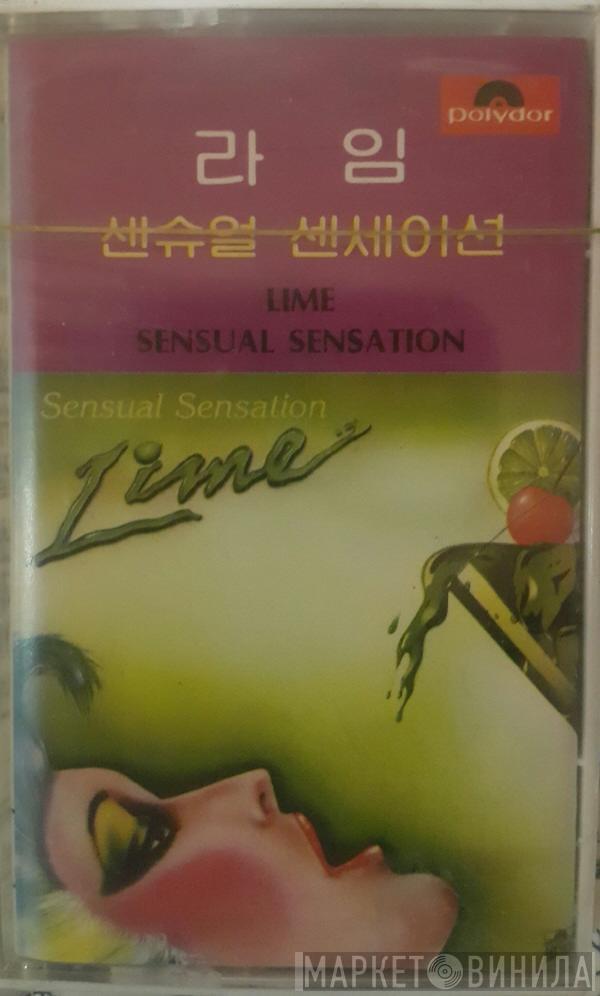 polydor
라 임
센슈얼 센세이션
LIME
SENSUAL SENSATION
Sensual Sensation
Lime
МАРКЕТ ВИНИЛА